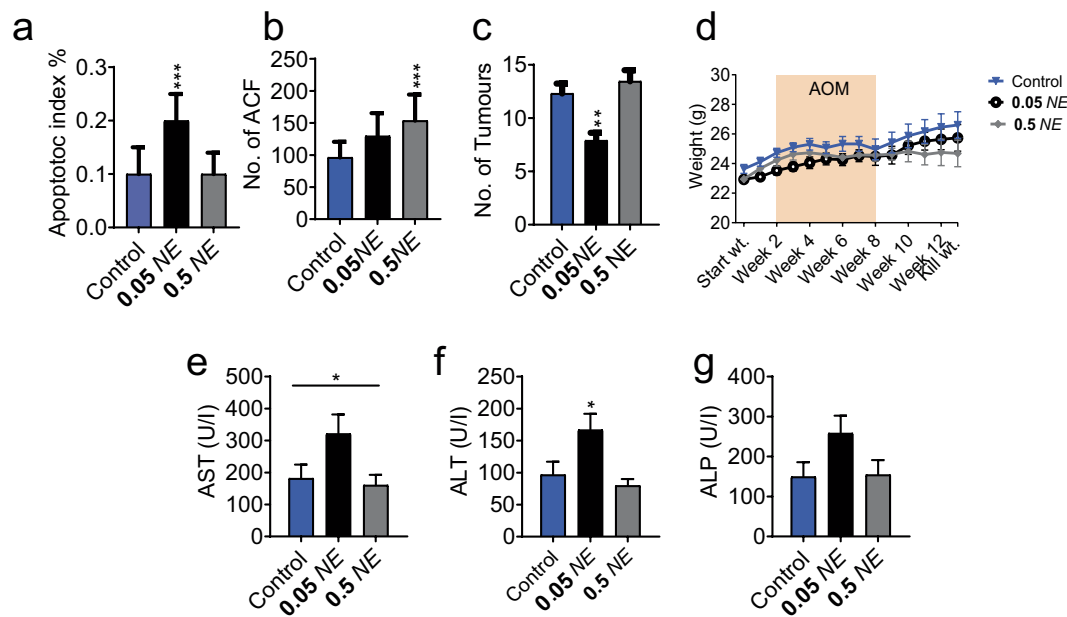 a
Apoptotoc index %
0.3
0.2
0.1
0.0
***
Control
0.05 NE
0.5 NE
b
No. of ACF
250
200
150
100
50
0
***
Control
0.05NE
0.5NE
c
No. of Tumours
15
10
5
0
**
Control
0.05 NE
0.5 NE
d
Weight (g)
30
28
26
24
22
20
AOM
Start wt.
Week 2
Week 4
Week 6
Week 8
Week 10
Week 12
Kill wt.
Control
0.05 NE
0.5 NE
e
AST (U/l)
500
400
300
200
100
0
*
Control
0.05 NE
0.5 NE
f
ALT (U/l)
200
150
100
50
0
*
Control
0.05 NE
0.5 NE
g
ALP (U/l)
400
300
200
100
0
Control
0.05 NE
0.5 NE